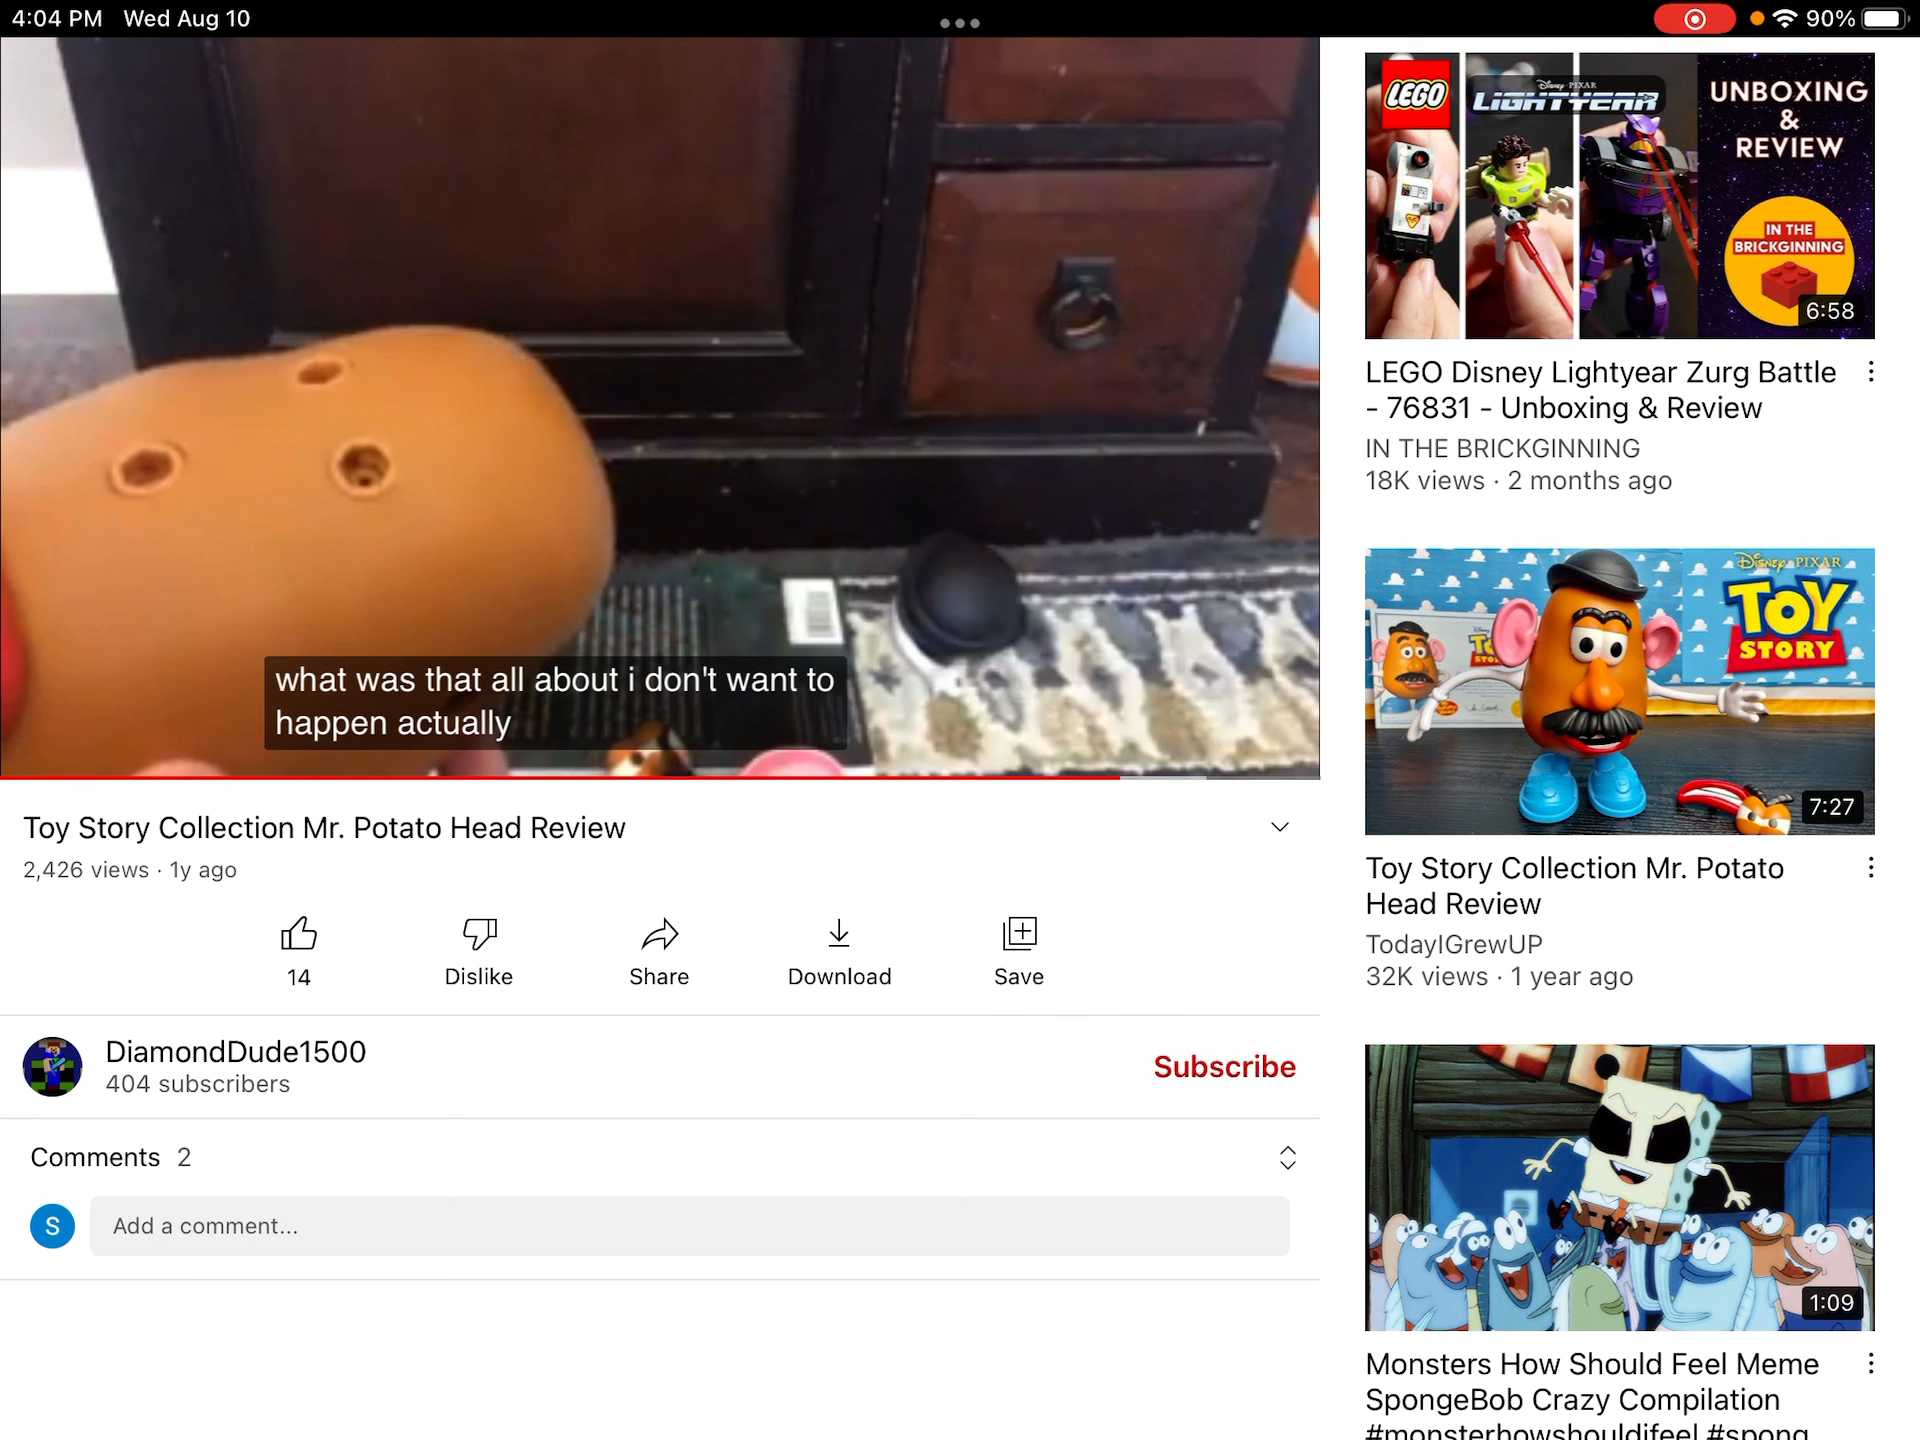 4:04 PM Wed Aug 10
90%
what was that all about i don't want to
happen actually
Toy Story Collection Mr. Potato Head Review
2,426 views · 1y ago
14
Dislike
Share
Download
Save
DiamondDude1500
404 subscribers
Subscribe
Comments 2
S
Add a comment...
LEGO
Disney·PIXAR
LIGHTYEAR
UNBOXING
&
REVIEW
IN THE
BRICKGINNING
6:58
LEGO Disney Lightyear Zurg Battle
- 76831 - Unboxing & Review
IN THE BRICKGINNING
18K views · 2 months ago
Disney·PIXAR
TOY
STORY
7:27
Toy Story Collection Mr. Potato
Head Review
TodayIGrewUP
32K views · 1 year ago
1:09
Monsters How Should Feel Meme
SpongeBob Crazy Compilation
#monsterhowshouldifeel #spong